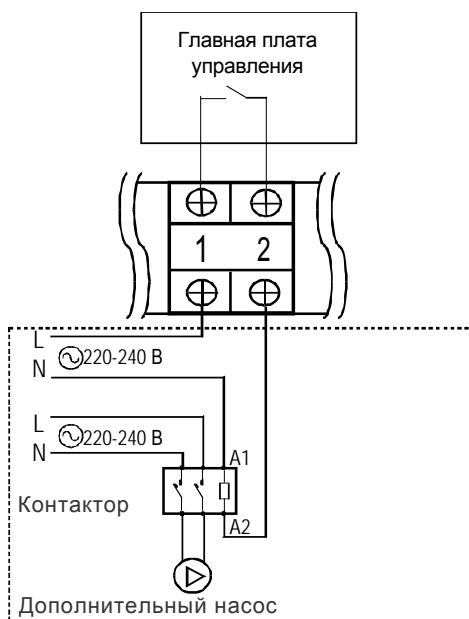 Главная плата
управления
1 2
L
N
220-240 В
L
N
220-240 В
A1
Контактор
A2
Дополнительный насос